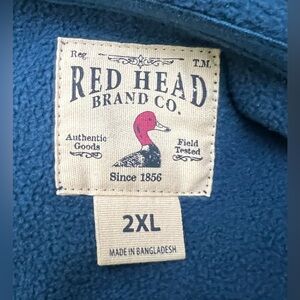 Reg. T.M.
RED HEAD
BRAND CO.
Authentic Goods
Field Tested
Since 1856
2XL
MADE IN BANGLADESH